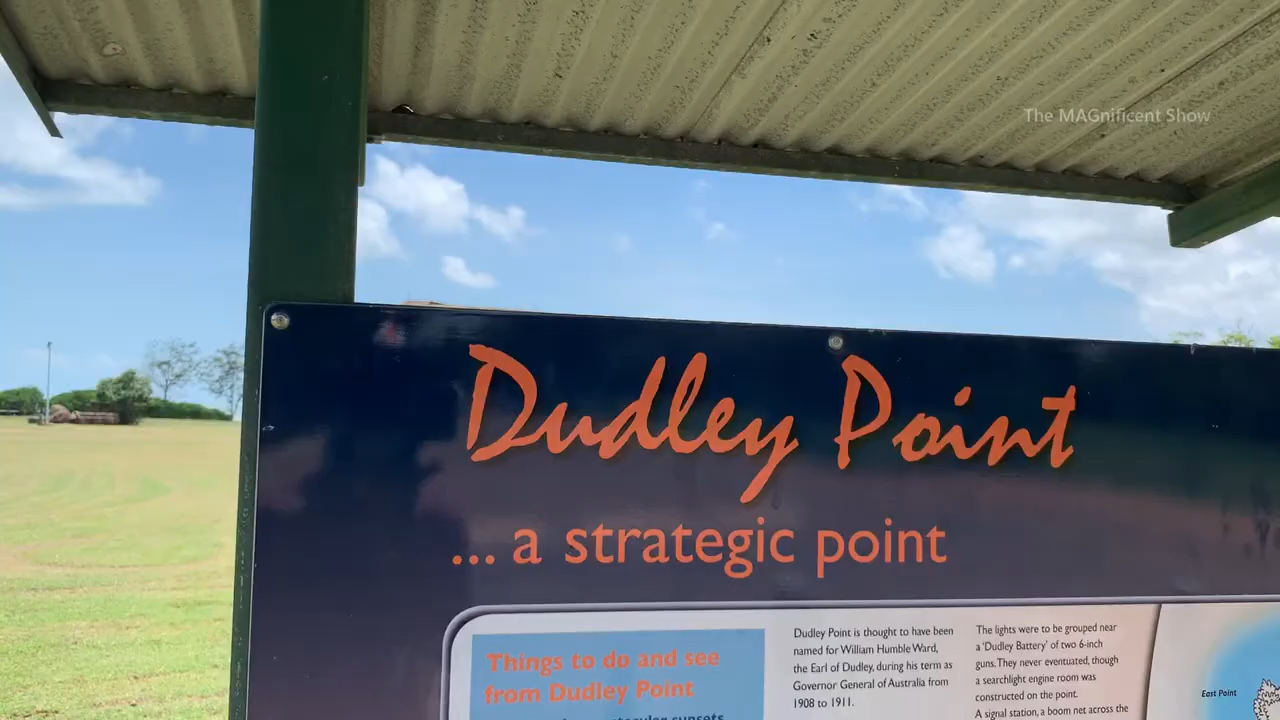 The MAGnificent Show
Dudley Point
... a strategic point
Things to do and see
from Dudley Point
sunsets
Dudley Point is thought to have been
named for William Humble Ward,
the Earl of Dudley, during his term as
Governor General of Australia from
1908 to 1911.
The lights were to be grouped near
a 'Dudley Battery' of two 6-inch
guns. They never eventuated, though
a searchlight engine room was
constructed on the point.
A signal station, a boom net across the
East Point